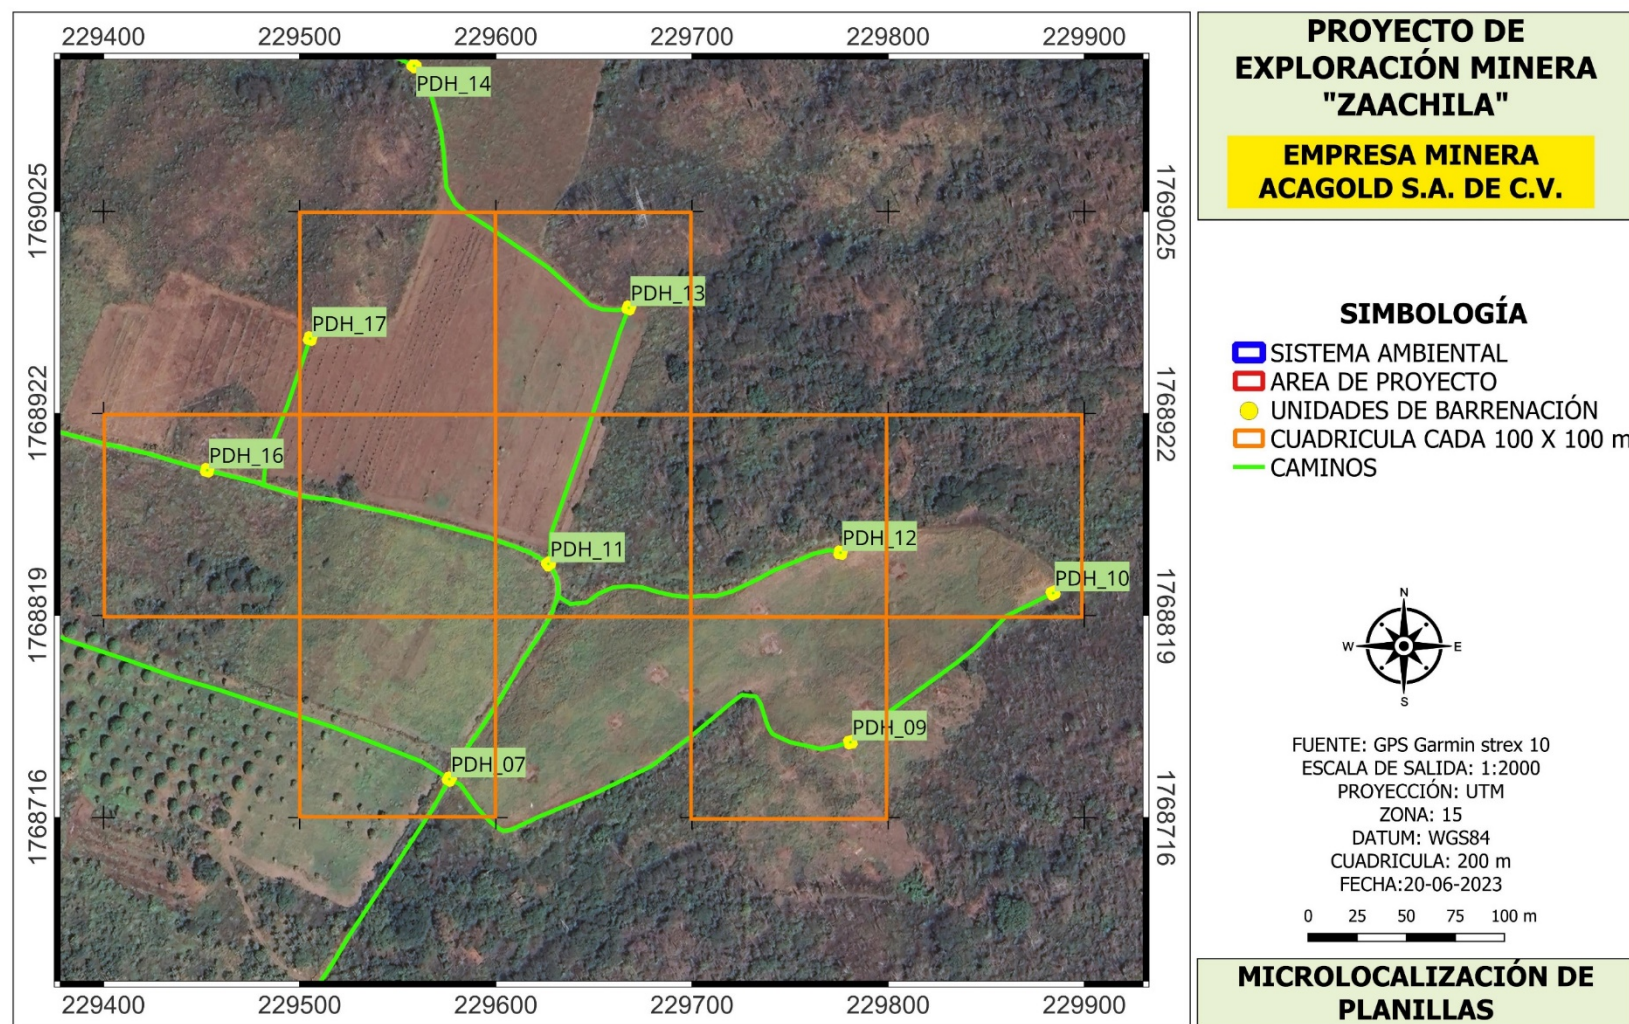 229400 229500 229600 229700 229800 229900
PDH_14
1769025 1769025
PDH_13
PDH_17
1768922 1768922
PDH_16
PDH_12
PDH_11
PDH_10
1768819 1768819
PDH_09
PDH_07
1768716 1768716
229400 229500 229600 229700 229800 229900
PROYECTO DE
EXPLORACIÓN MINERA
"ZAACHILA"
EMPRESA MINERA
ACAGOLD S.A. DE C.V.
SIMBOLOGÍA
SISTEMA AMBIENTAL
AREA DE PROYECTO
UNIDADES DE BARRENACIÓN
CUADRICULA CADA 100 X 100 m
CAMINOS
N
W E
S
FUENTE: GPS Garmin strex 10
ESCALA DE SALIDA: 1:2000
PROYECCIÓN: UTM
ZONA: 15
DATUM: WGS84
CUADRICULA: 200 m
FECHA:20-06-2023
0 25 50 75 100 m
MICROLOCALIZACIÓN DE
PLANILLAS